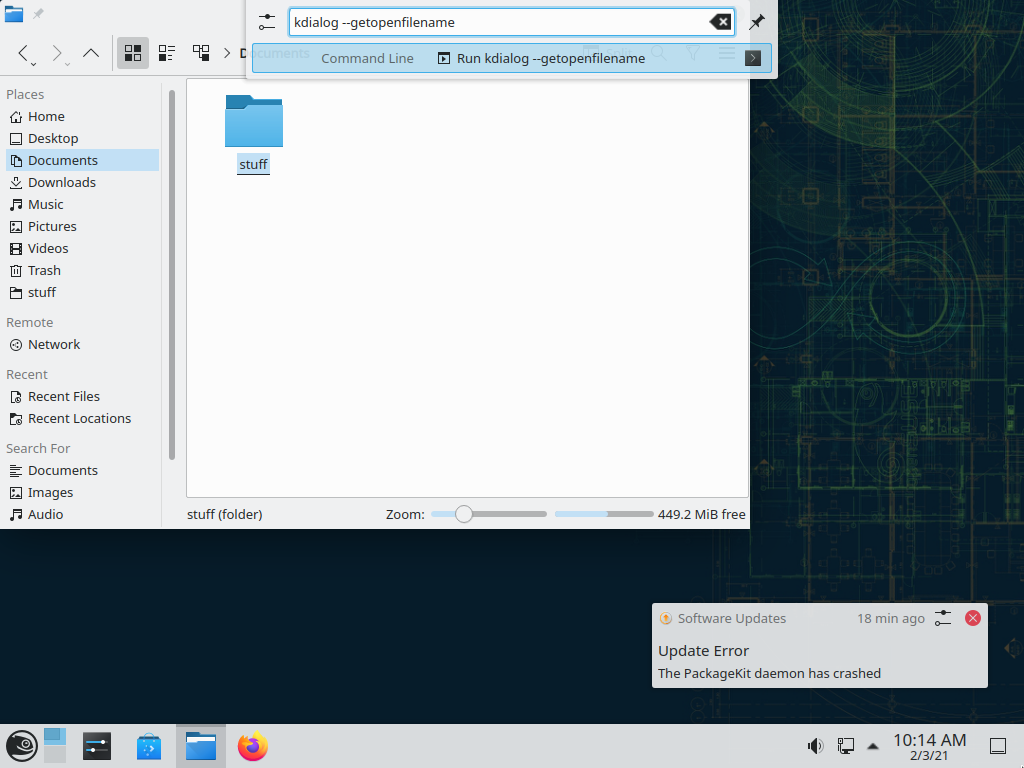 kdialog --getopenfilename
Command Line Run kdialog --getopenfilename
Documents Split
Places
Home
Desktop
Documents
Downloads
Music
Pictures
Videos
Trash
stuff
Remote
Network
Recent
Recent Files
Recent Locations
Search For
Documents
Images
Audio
stuff
stuff (folder) Zoom: 449.2 MiB free
Software Updates 18 min ago
Update Error
The PackageKit daemon has crashed
10:14 AM
2/3/21